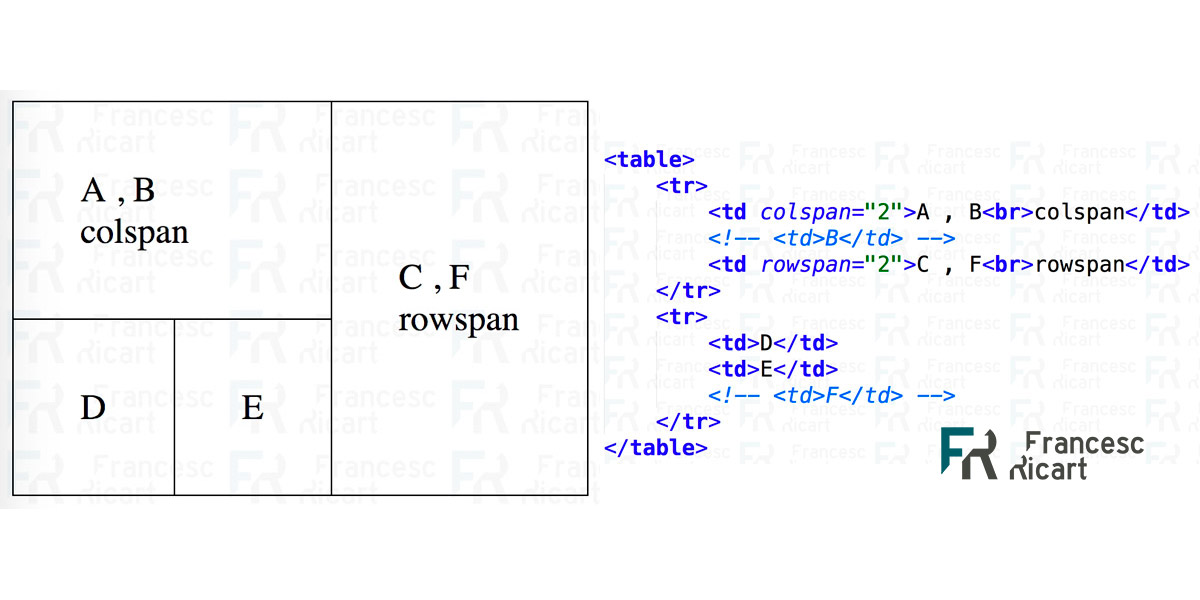 A , B
colspan
C , F
rowspan
D
E
<table>
<tr>
<td colspan="2">A , B<br>colspan</td>
<!-- <td>B</td> -->
<td rowspan="2">C , F<br>rowspan</td>
</tr>
<tr>
<td>D</td>
<td>E</td>
<!-- <td>F</td> -->
</tr>
</table>
FR Francesc
Ricart